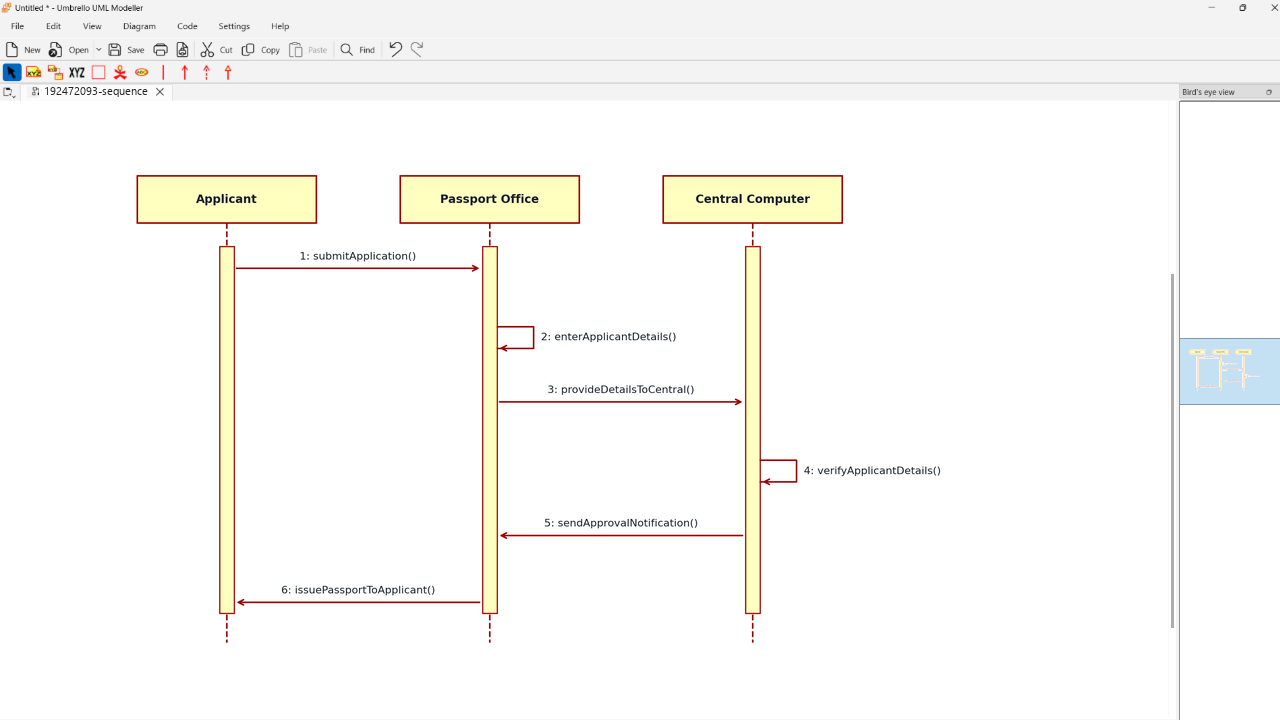 Untitled * - Umbrello UML Modeller
File Edit View Diagram Code Settings Help
New Open Save Cut Copy Paste Find
XYZ XYZ ABC
192472093-sequence
Bird's eye view
Applicant Passport Office Central Computer
1: submitApplication()
2: enterApplicantDetails()
3: provideDetailsToCentral()
4: verifyApplicantDetails()
5: sendApprovalNotification()
6: issuePassportToApplicant()